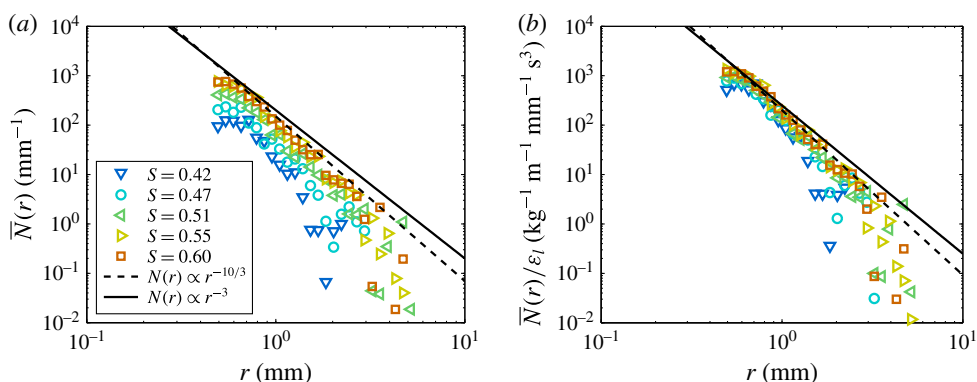 (a)
10^4
10^3
10^2
10^1
10^0
10^−1
10^−2
N̅(r) (mm^−1)
S = 0.42
S = 0.47
S = 0.51
S = 0.55
S = 0.60
N(r) ∝ r^−10/3
N(r) ∝ r^−3
10^−1
10^0
10^1
r (mm)
(b)
10^4
10^3
10^2
10^1
10^0
10^−1
10^−2
N̅(r)/ε_l (kg^−1 m^−1 mm^−1 s^3)
10^−1
10^0
10^1
r (mm)